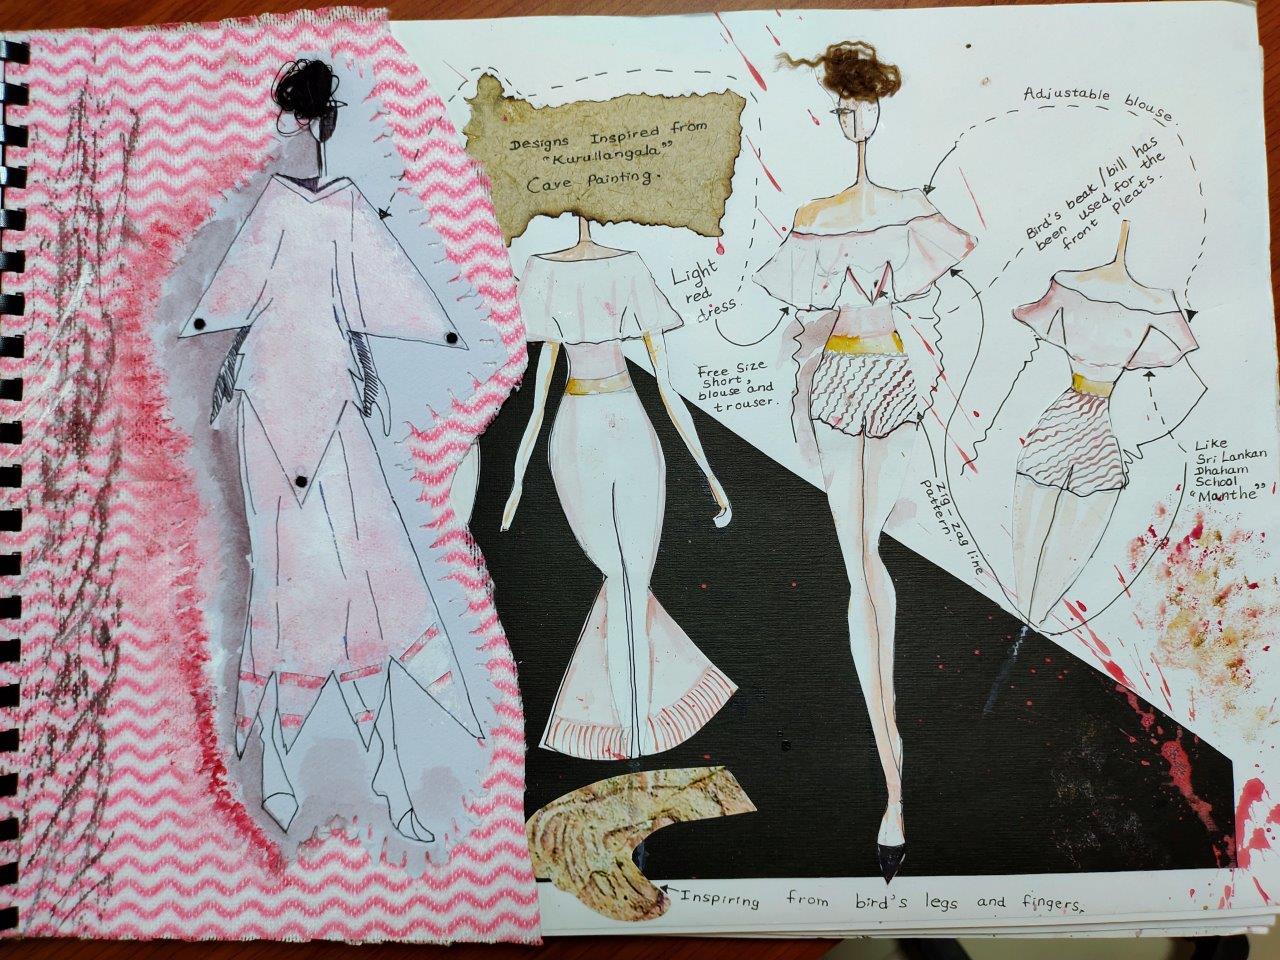 Designs Inspired from
"Kurullangala"
Cave Painting.
Adjustable blouse.
Bird's beak/bill has
been used for the
front pleats.
Light
red
dress
Free Size
short,
blouse and
trouser.
Zig-Zag line
pattern.
Like
Sri Lankan
Dhaham
School
"Manthe"
Inspiring from bird's legs and fingers.